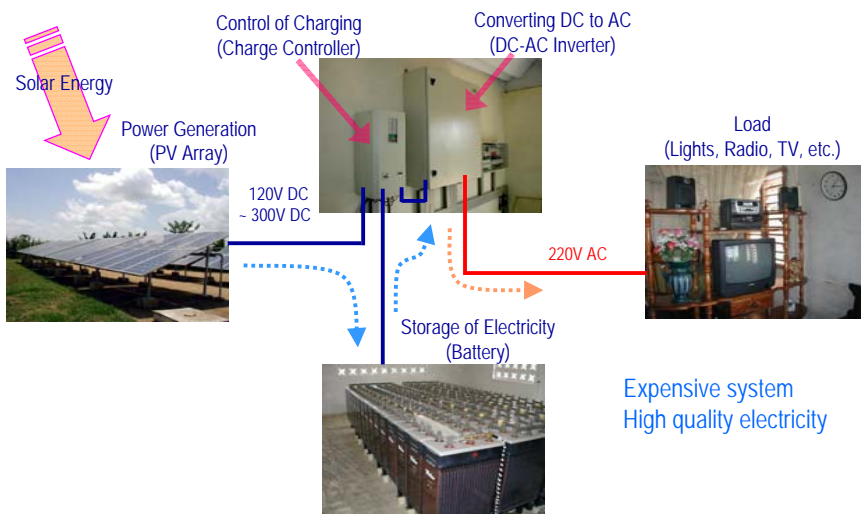 Control of Charging
(Charge Controller)
Converting DC to AC
(DC-AC Inverter)
Solar Energy
Power Generation
(PV Array)
Load
(Lights, Radio, TV, etc.)
120V DC
~ 300V DC
220V AC
Storage of Electricity
(Battery)
Expensive system
High quality electricity